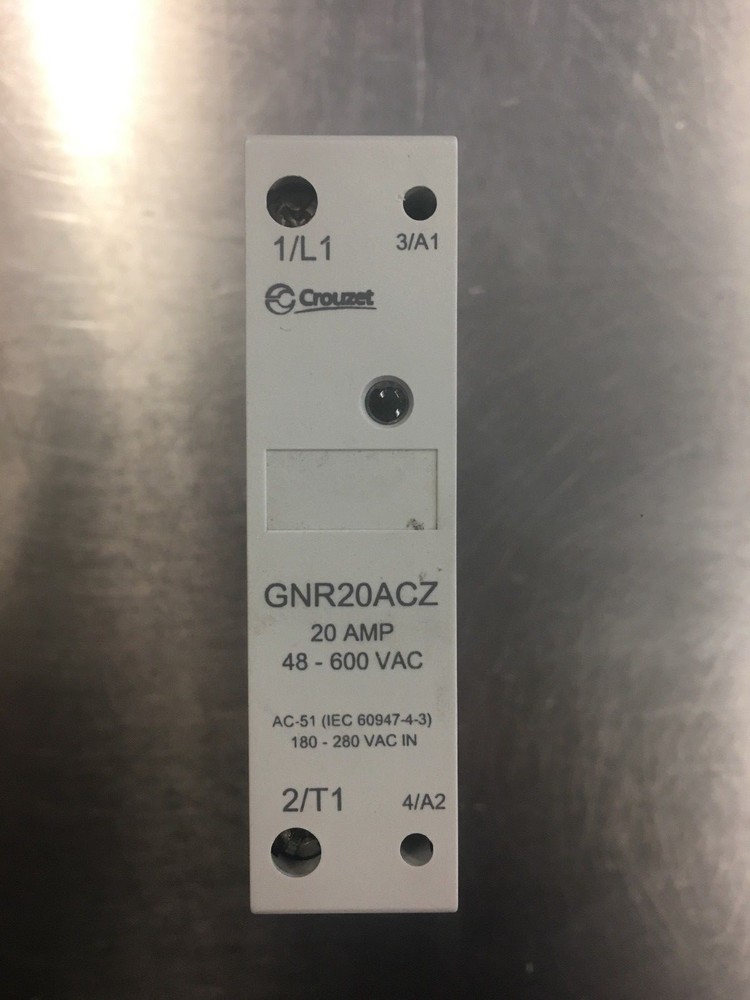 1/L1
3/A1
Crouzet
GNR20ACZ
20 AMP
48 - 600 VAC
AC-51 (IEC 60947-4-3)
180 - 280 VAC IN
2/T1
4/A2